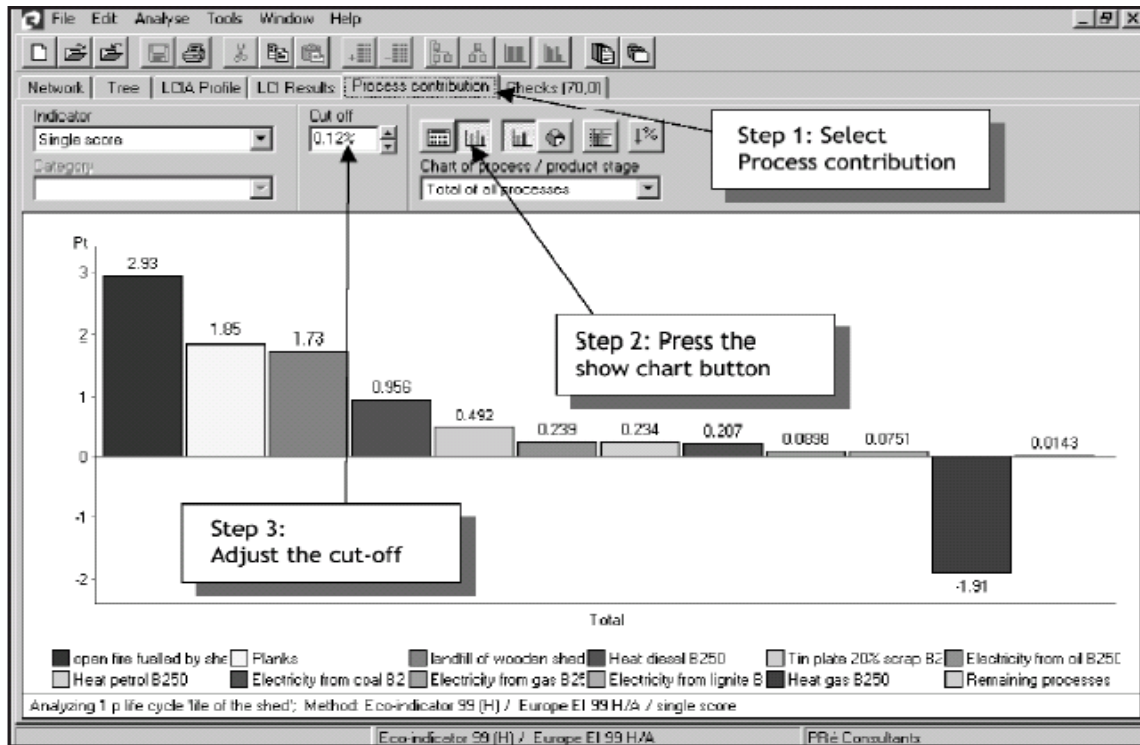 File Edit Analyse Tools Window Help
Network Tree LCIA Profile LCI Results Process contribution Checks (70,0)
Indicator
Single score
Category
Cut off
0.12%
Chart of process / product stage
Total of all processes
Step 1: Select
Process contribution
Step 2: Press the
show chart button
Step 3:
Adjust the cut-off
Pt
3
2
1
0
-1
-2
2.93
1.85
1.73
0.956
0.492
0.239
0.234
0.207
0.0898
0.0751
-1.91
0.0143
Total
open fire fuelled by she Planks landfill of wooden shed Heat diesel B250 Tin plate 20% scrap B2 Electricity from oil B250
Heat petrol B250 Electricity from coal B2 Electricity from gas B25 Electricity from lignite B Heat gas B250 Remaining processes
Analyzing 1 p life cycle 'life of the shed'; Method: Eco-indicator 99 (H) / Europe EI 99 H/A / single score
Eco-indicator 99 (H) / Europe EI 99 H/A PRé Consultants